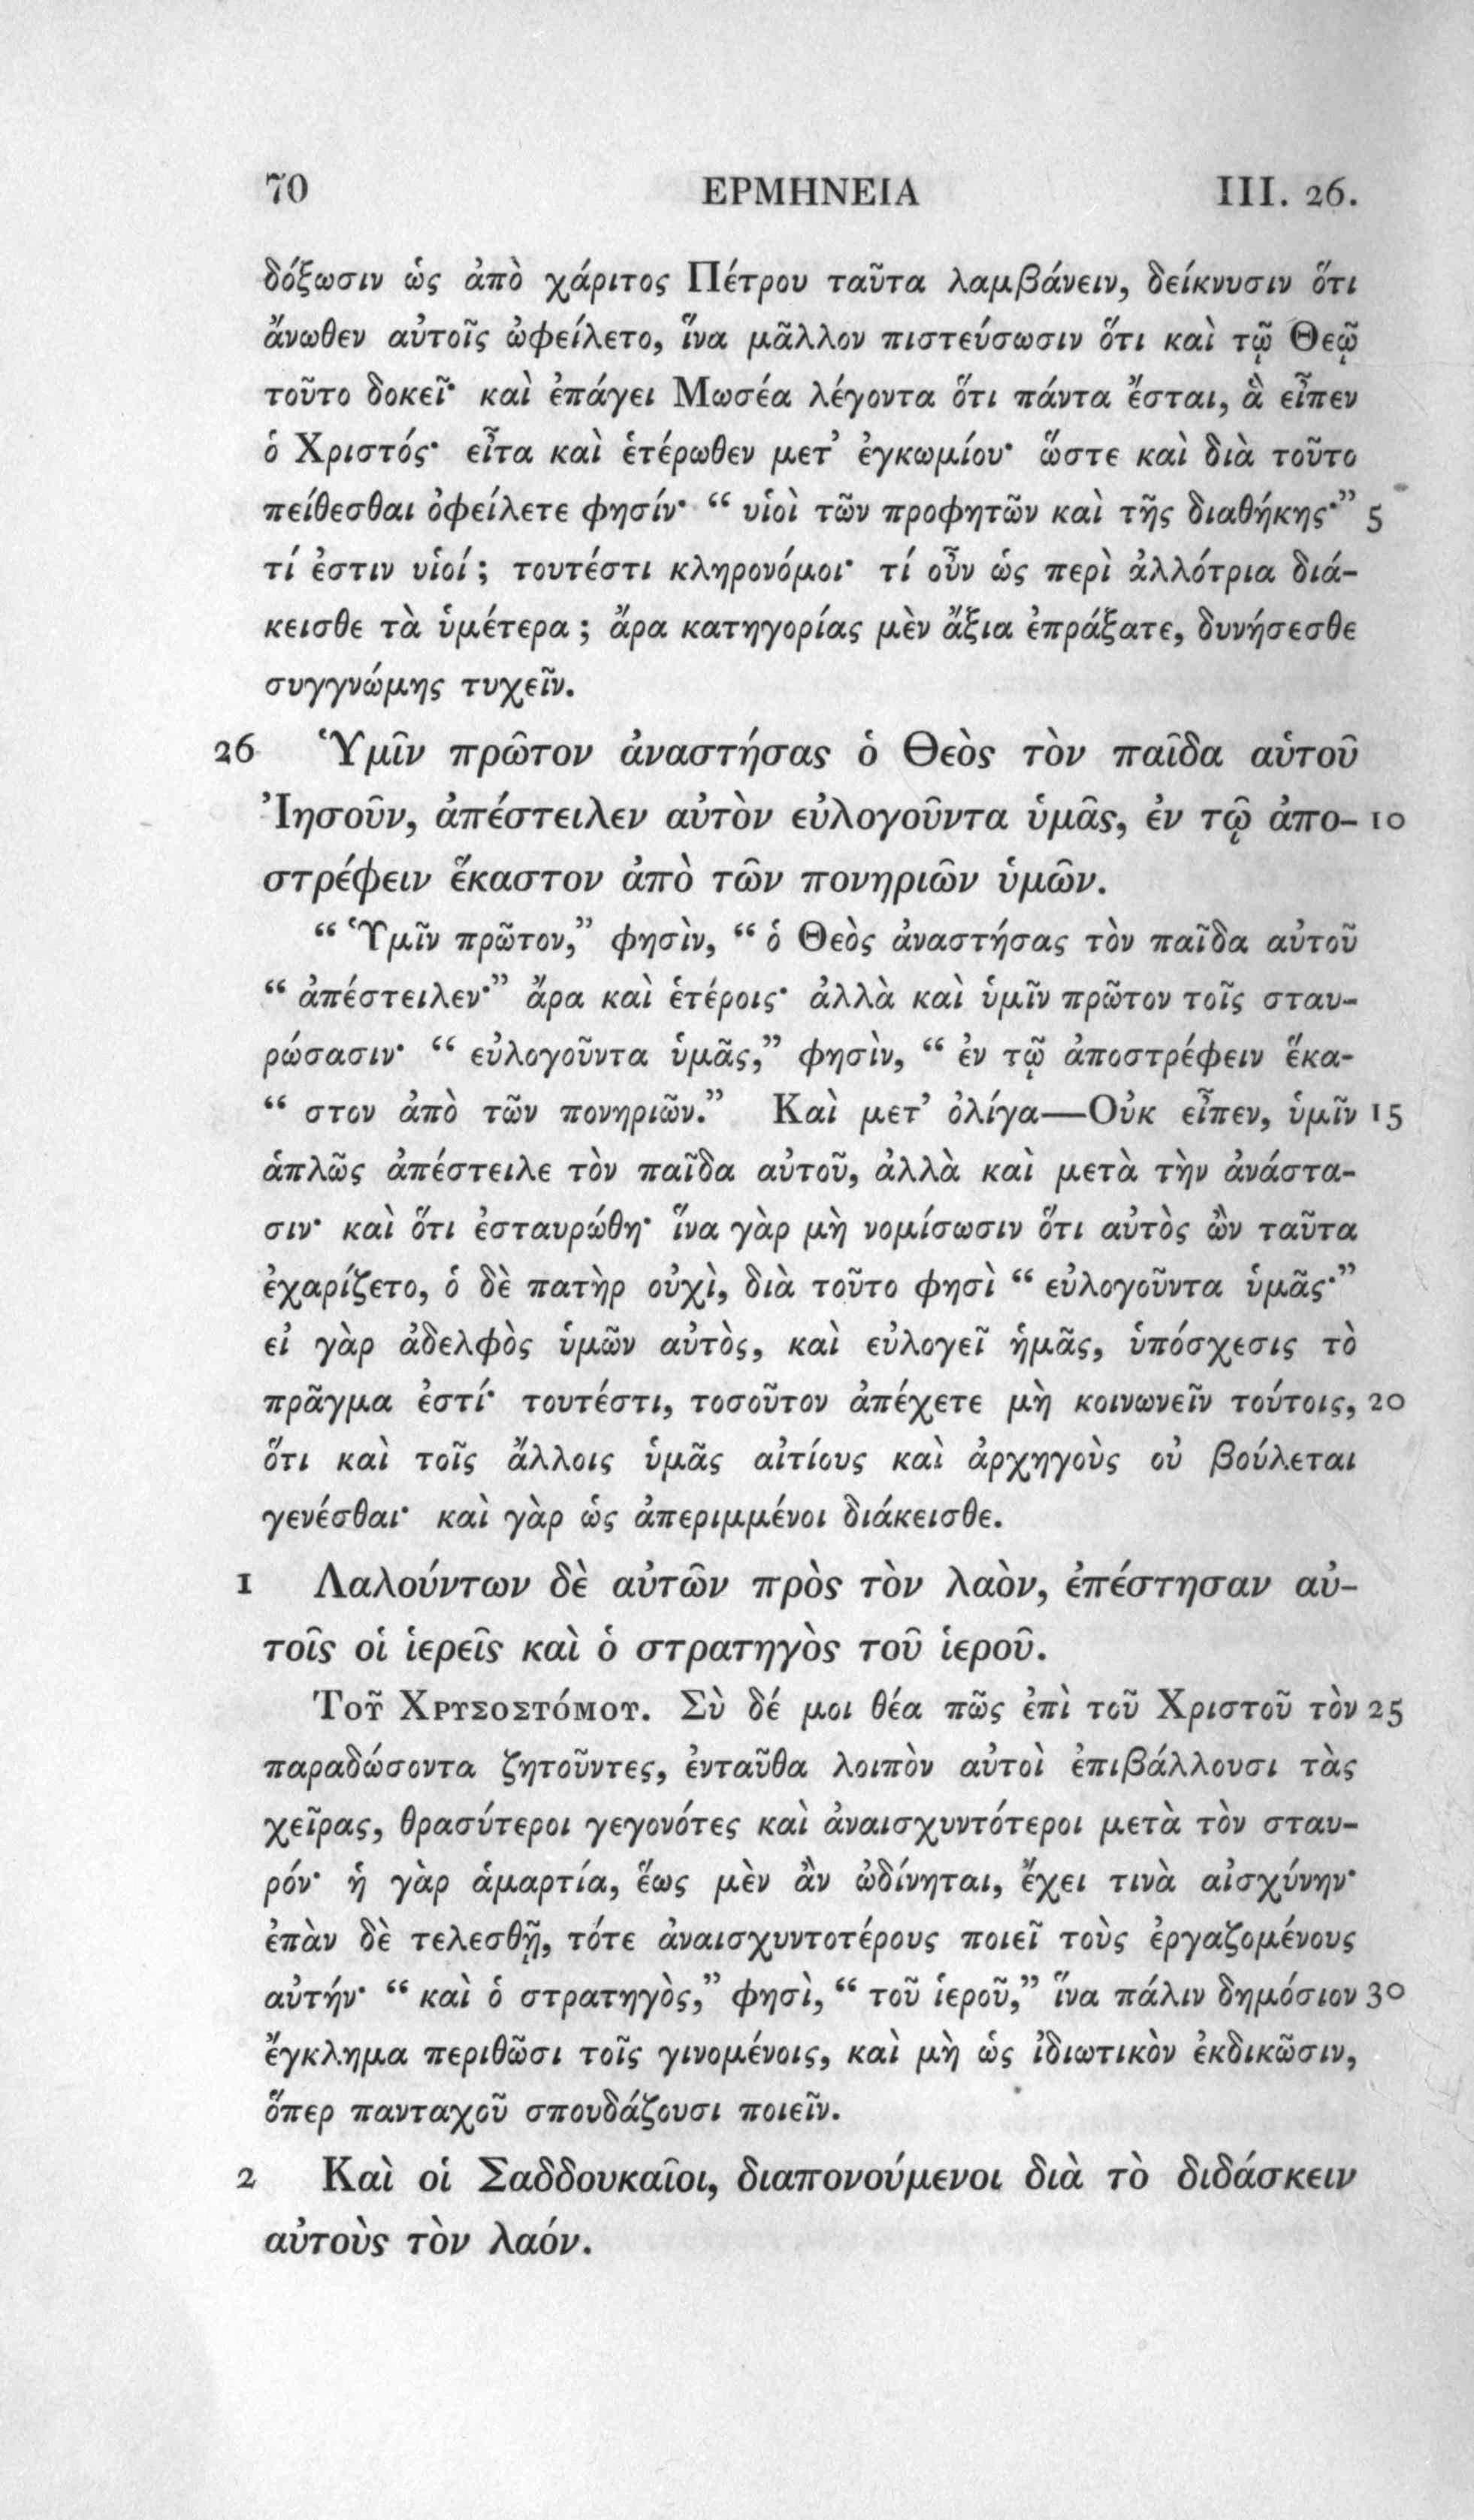 70 ΕΡΜΗΝΕΙΑ III. 26.
δόξωσιν ὡς ἀπὸ χάριτος Πέτρου ταῦτα λαμβάνειν, δείκνυσιν ὅτι
ἄνωθεν αὐτοῖς ὠφείλετο, ἵνα μᾶλλον πιστεύσωσιν ὅτι καὶ τῷ Θεῷ
τοῦτο δοκεῖ· καὶ ἐπάγει Μωσέα λέγοντα ὅτι πάντα ἔσται, ἃ εἶπεν
ὁ Χριστός· εἶτα καὶ ἑτέρωθεν μετ’ ἐγκωμίου· ὥστε καὶ διὰ τοῦτο
πείθεσθαι ὀφείλετε φησίν· “ υἱοὶ τῶν προφητῶν καὶ τῆς διαθήκης·” 5
τί ἐστιν υἱοί ; τουτέστι κληρονόμοι· τί οὖν ὡς περὶ ἀλλότρια διά-
κεισθε τὰ ὑμέτερα ; ἄρα κατηγορίας μὲν ἄξια ἐπράξατε, δυνήσεσθε
συγγνώμης τυχεῖν.
26 Ὑμῖν πρῶτον ἀναστήσας ὁ Θεὸς τὸν παῖδα αὑτοῦ
Ἰησοῦν, ἀπέστειλεν αὐτὸν εὐλογοῦντα ὑμᾶς, ἐν τῷ ἀπο- 10
στρέφειν ἕκαστον ἀπὸ τῶν πονηριῶν ὑμῶν.
“ Ὑμῖν πρῶτον,” φησὶν, “ ὁ Θεὸς ἀναστήσας τὸν παῖδα αὐτοῦ
“ ἀπέστειλεν·” ἄρα καὶ ἑτέροις· ἀλλὰ καὶ ὑμῖν πρῶτον τοῖς σταυ-
ρώσασιν· “ εὐλογοῦντα ὑμᾶς,” φησὶν, “ ἐν τῷ ἀποστρέφειν ἕκα-
“ στον ἀπὸ τῶν πονηριῶν.” Καὶ μετ’ ὀλίγα—Οὐκ εἶπεν, ὑμῖν 15
ἁπλῶς ἀπέστειλε τὸν παῖδα αὐτοῦ, ἀλλὰ καὶ μετὰ τὴν ἀνάστα-
σιν· καὶ ὅτι ἐσταυρώθη· ἵνα γὰρ μὴ νομίσωσιν ὅτι αὐτὸς ὢν ταῦτα
ἐχαρίζετο, ὁ δὲ πατὴρ οὐχὶ, διὰ τοῦτο φησὶ “ εὐλογοῦντα ὑμᾶς·”
εἰ γὰρ ἀδελφὸς ὑμῶν αὐτὸς, καὶ εὐλογεῖ ἡμᾶς, ὑπόσχεσις τὸ
πρᾶγμα ἐστί· τουτέστι, τοσοῦτον ἀπέχετε μὴ κοινωνεῖν τούτοις, 20
ὅτι καὶ τοῖς ἄλλοις ὑμᾶς αἰτίους καὶ ἀρχηγοὺς οὐ βούλεται
γενέσθαι· καὶ γὰρ ὡς ἀπεριμμένοι διάκεισθε.
1 Λαλούντων δὲ αὐτῶν πρὸς τὸν λαὸν, ἐπέστησαν αὐ-
τοῖς οἱ ἱερεῖς καὶ ὁ στρατηγὸς τοῦ ἱεροῦ.
Τοῦ Χρυσοστόμου. Σὺ δέ μοι θέα πῶς ἐπὶ τοῦ Χριστοῦ τὸν 25
παραδώσοντα ζητοῦντες, ἐνταῦθα λοιπὸν αὐτοὶ ἐπιβάλλουσι τὰς
χεῖρας, θρασύτεροι γεγονότες καὶ ἀναισχυντότεροι μετὰ τὸν σταυ-
ρόν· ἡ γὰρ ἁμαρτία, ἕως μὲν ἂν ὠδίνηται, ἔχει τινὰ αἰσχύνην·
ἐπὰν δὲ τελεσθῇ, τότε ἀναισχυντοτέρους ποιεῖ τοὺς ἐργαζομένους
αὐτήν· “ καὶ ὁ στρατηγὸς,” φησὶ, “ τοῦ ἱεροῦ,” ἵνα πάλιν δημόσιον 30
ἔγκλημα περιθῶσι τοῖς γινομένοις, καὶ μὴ ὡς ἰδιωτικὸν ἐκδικῶσιν,
ὅπερ πανταχοῦ σπουδάζουσι ποιεῖν.
2 Καὶ οἱ Σαδδουκαῖοι, διαπονούμενοι διὰ τὸ διδάσκειν
αὐτοὺς τὸν λαόν.